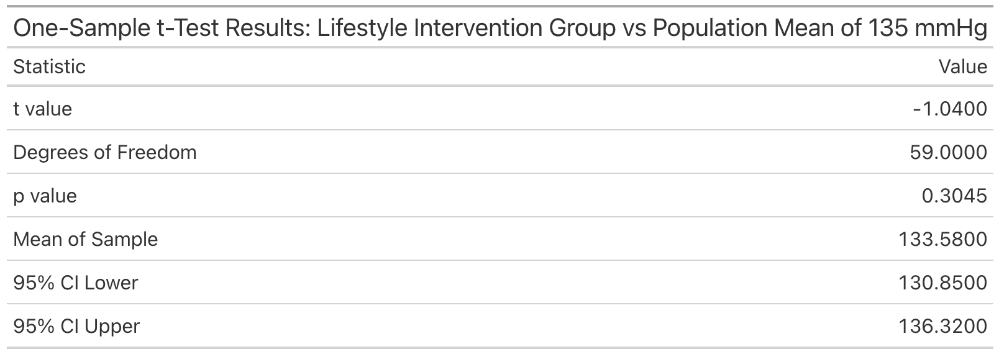 One-Sample t-Test Results: Lifestyle Intervention Group vs Population Mean of 135 mmHg
Statistic Value
t value -1.0400
Degrees of Freedom 59.0000
p value 0.3045
Mean of Sample 133.5800
95% CI Lower 130.8500
95% CI Upper 136.3200